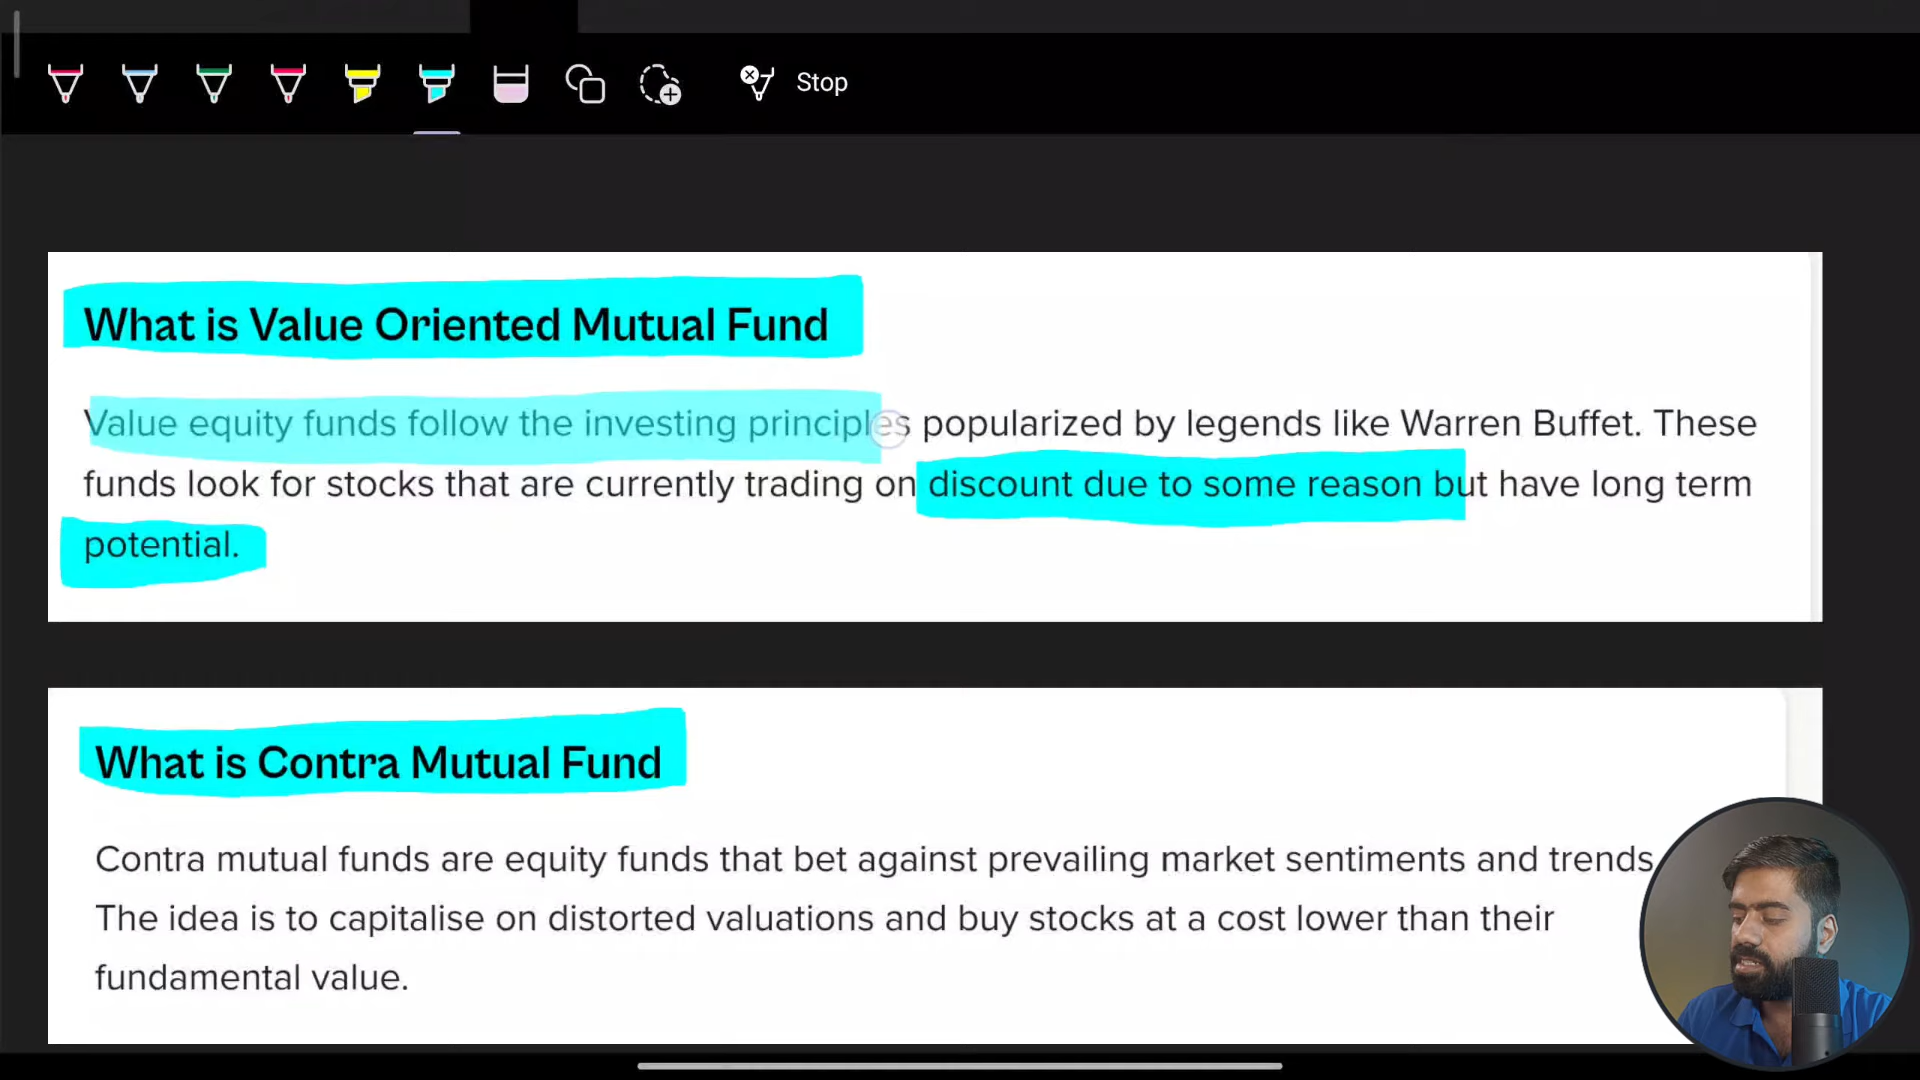 Stop
What is Value Oriented Mutual Fund
Value equity funds follow the investing principles popularized by legends like Warren Buffet. These
funds look for stocks that are currently trading on discount due to some reason but have long term
potential.
What is Contra Mutual Fund
Contra mutual funds are equity funds that bet against prevailing market sentiments and trends
The idea is to capitalise on distorted valuations and buy stocks at a cost lower than their
fundamental value.